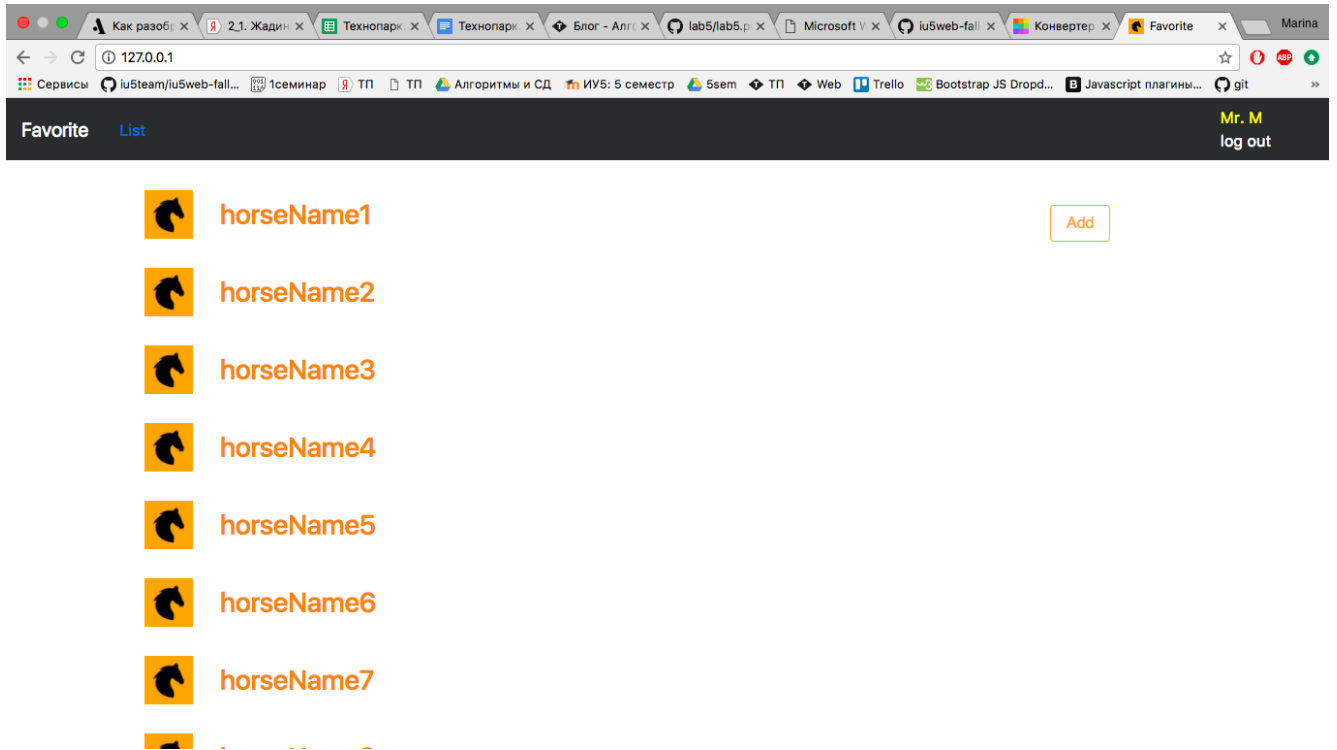 Как разобр 2_1. Жадин Технопарк. Технопарк. Блог - Алго lab5/lab5.p Microsoft W iu5web-fall Конвертер Favorite Marina
127.0.0.1 ABP
Сервисы iu5team/iu5web-fall... 1семинар ТП ТП Алгоритмы и СД ИУ5: 5 семестр 5sem ТП Web Trello Bootstrap JS Dropd... Javascript плагины... git »
Favorite List Mr. M
log out
horseName1 Add
horseName2
horseName3
horseName4
horseName5
horseName6
horseName7